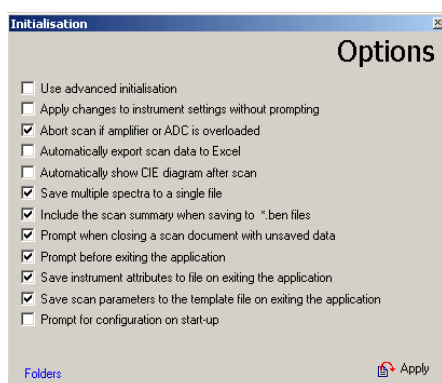 Initialisation
Options
Use advanced initialisation
Apply changes to instrument settings without prompting
Abort scan if amplifier or ADC is overloaded
Automatically export scan data to Excel
Automatically show CIE diagram after scan
Save multiple spectra to a single file
Include the scan summary when saving to *.ben files
Prompt when closing a scan document with unsaved data
Prompt before exiting the application
Save instrument attributes to file on exiting the application
Save scan parameters to the template file on exiting the application
Prompt for configuration on start-up
Folders Apply